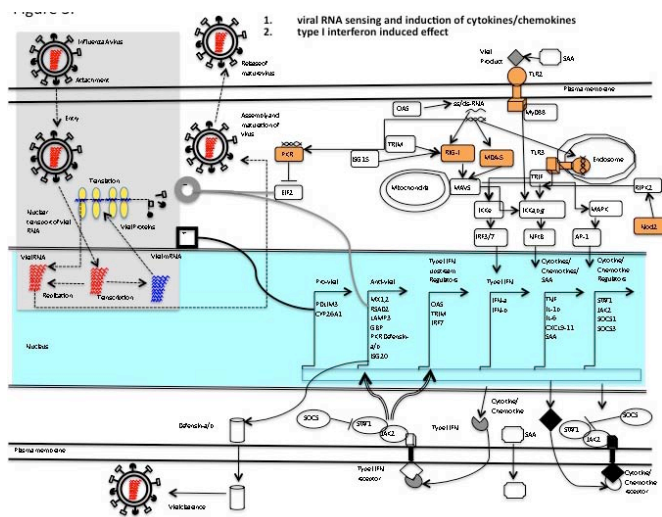 1. viral RNA sensing and induction of cytokines/chemokines
2. type I interferon induced effect
Influenza A virus
Attachment
Entry
Release of
mature virus
Assembly and
maturation of
virus
Translation
Viral Proteins
Nuclear
transport of viral
RNA
Viral RNA
Viral mRNA
Replication
Transcription
Nucleus
Viral
Product
SAA
TLR2
Plasma membrane
MyD88
OAS
ss/ds-RNA
TRIM
ISG15
PKR
EIF2
RIG-I
MDA-5
TLR3
TRIF
Endosome
Mitochondria
MAVS
RIPK2
Nod2
IKKe
MAPK
IRF3/7
NFKB
AP-1
Pro-viral
PDLIM3
CYP26A1
Anti-viral
MX1,2
RSAD2
LAMP3
GBP
PKR Defensin-
a/b
ISG20
Type I IFN
upstream
Regulators
OAS
TRIM
IRF7
Type I IFN
IFN-a
IFN-b
Cytokines/
Chemokines/
SAA
TNF
IL-1b
IL-6
CXCL9-11
SAA
Cytokine/
Chemokine
Regulators
STAT1
JAK2
SOCS1
SOCS3
Defensin-a/b
SOCS
STAT1
JAK2
Type I IFN
Cytokine/
Chemokine
SAA
STAT1
JAK2
SOCS
Plasma membrane
Type I IFN
receptor
Cytokine/
Chemokine
receptor
Viral clearance